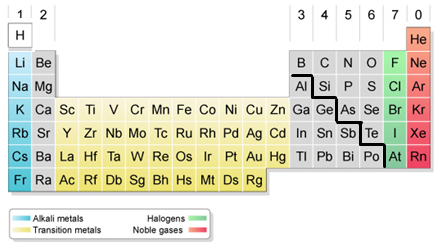 1 2 3 4 5 6 7 0
H He
Li Be B C N O F Ne
Na Mg Al Si P S Cl Ar
K Ca Sc Ti V Cr Mn Fe Co Ni Cu Zn Ga Ge As Se Br Kr
Rb Sr Y Zr Nb Mo Tc Ru Rh Pd Ag Cd In Sn Sb Te I Xe
Cs Ba La Hf Ta W Re Os Ir Pt Au Hg Tl Pb Bi Po At Rn
Fr Ra Ac Rf Db Sg Bh Hs Mt Ds Rg
Alkali metals Halogens
Transition metals Noble gases